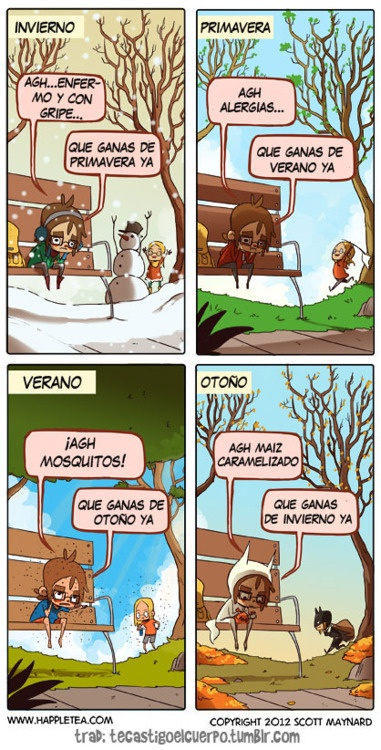 INVIERNO
AGH...ENFER-
MO Y CON
GRIPE...
QUE GANAS DE
PRIMAVERA YA
PRIMAVERA
AGH
ALERGIAS...
QUE GANAS DE
VERANO YA
VERANO
¡AGH
MOSQUITOS!
QUE GANAS DE
OTOÑO YA
OTOÑO
AGH MAIZ
CARAMELIZADO
QUE GANAS
DE INVIERNO YA
WWW.HAPPLETEA.COM
COPYRIGHT 2012 SCOTT MAYNARD
trad: tecastigoelcuerpo.tumblr.com